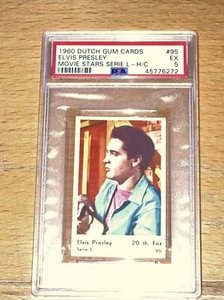 1960 DUTCH GUM CARDS #95
ELVIS PRESLEY EX
MOVIE STARS SERIE L - H/C 5
PSA 45776272
Elvis Presley 20 th. Fox
Serie L 95